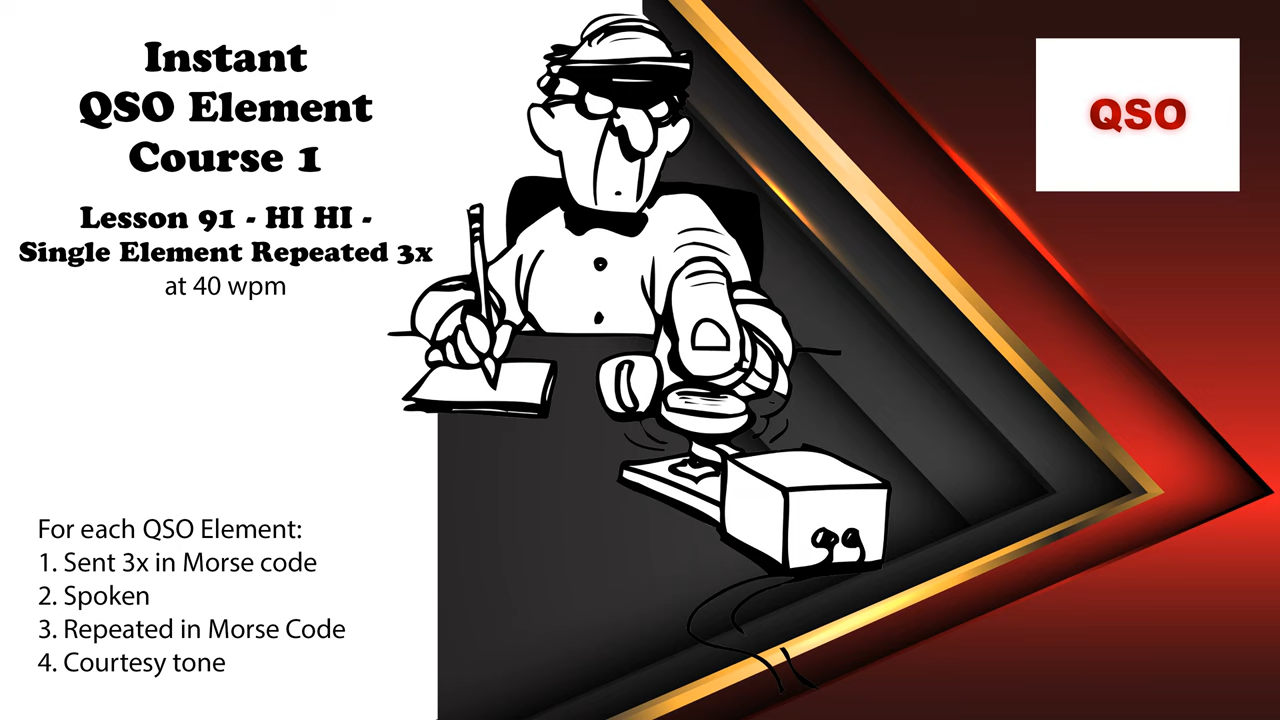 Instant
QSO Element
Course 1
Lesson 91 - HI HI -
Single Element Repeated 3x
at 40 wpm
QSO
For each QSO Element:
1. Sent 3x in Morse code
2. Spoken
3. Repeated in Morse Code
4. Courtesy tone